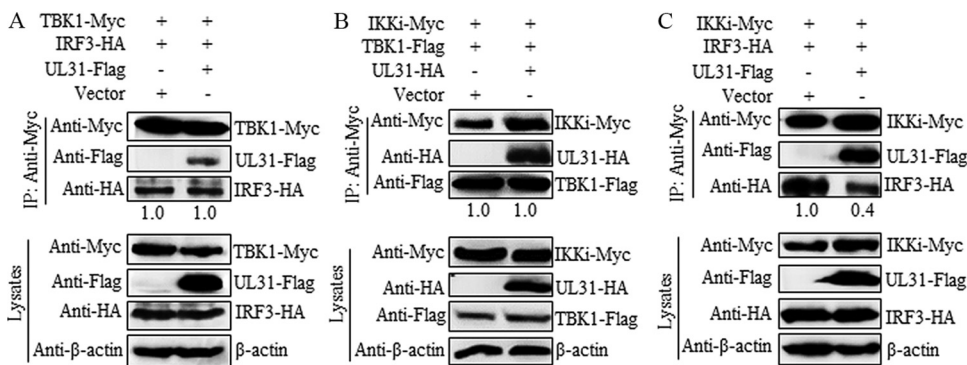 A
TBK1-Myc + +
IRF3-HA + +
UL31-Flag - +
Vector + -
IP: Anti-Myc
Anti-Myc TBK1-Myc
Anti-Flag UL31-Flag
Anti-HA IRF3-HA
1.0 1.0
Lysates
Anti-Myc TBK1-Myc
Anti-Flag UL31-Flag
Anti-HA IRF3-HA
Anti-β-actin β-actin
B
IKKi-Myc + +
TBK1-Flag + +
UL31-HA - +
Vector + -
IP: Anti-Myc
Anti-Myc IKKi-Myc
Anti-HA UL31-HA
Anti-Flag TBK1-Flag
1.0 1.0
Lysates
Anti-Myc IKKi-Myc
Anti-HA UL31-HA
Anti-Flag TBK1-Flag
Anti-β-actin β-actin
C
IKKi-Myc + +
IRF3-HA + +
UL31-Flag - +
Vector + -
IP: Anti-Myc
Anti-Myc IKKi-Myc
Anti-Flag UL31-Flag
Anti-HA IRF3-HA
1.0 0.4
Lysates
Anti-Myc IKKi-Myc
Anti-Flag UL31-Flag
Anti-HA IRF3-HA
Anti-β-actin β-actin